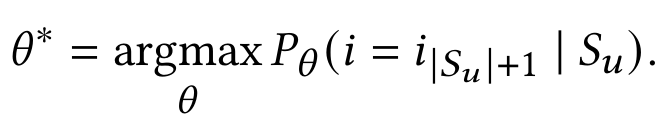 θ* = argmax_θ P_θ(i = i_{|S_u|+1} | S_u).